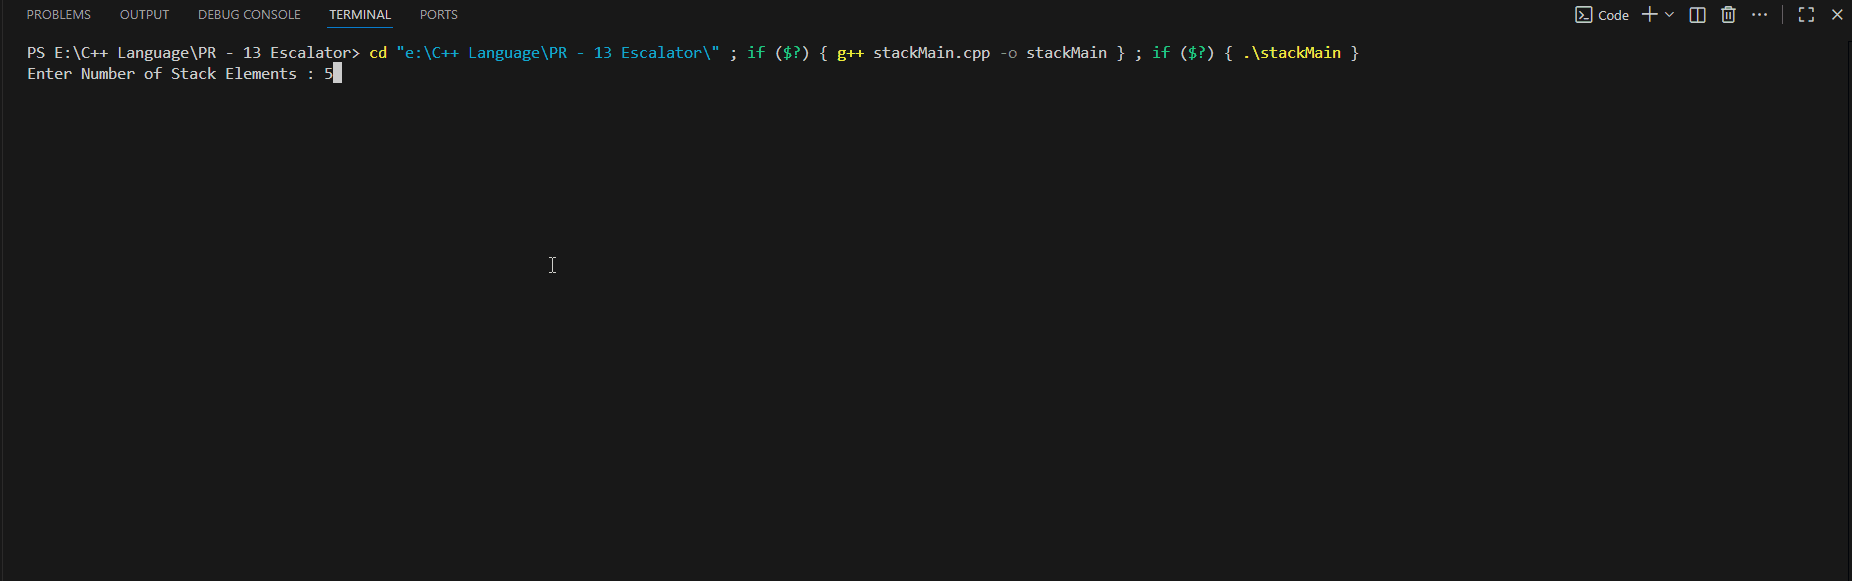 PROBLEMS OUTPUT DEBUG CONSOLE TERMINAL PORTS Code
PS E:\C++ Language\PR - 13 Escalator> cd "e:\C++ Language\PR - 13 Escalator\" ; if ($?) { g++ stackMain.cpp -o stackMain } ; if ($?) { .\stackMain }
Enter Number of Stack Elements : 5